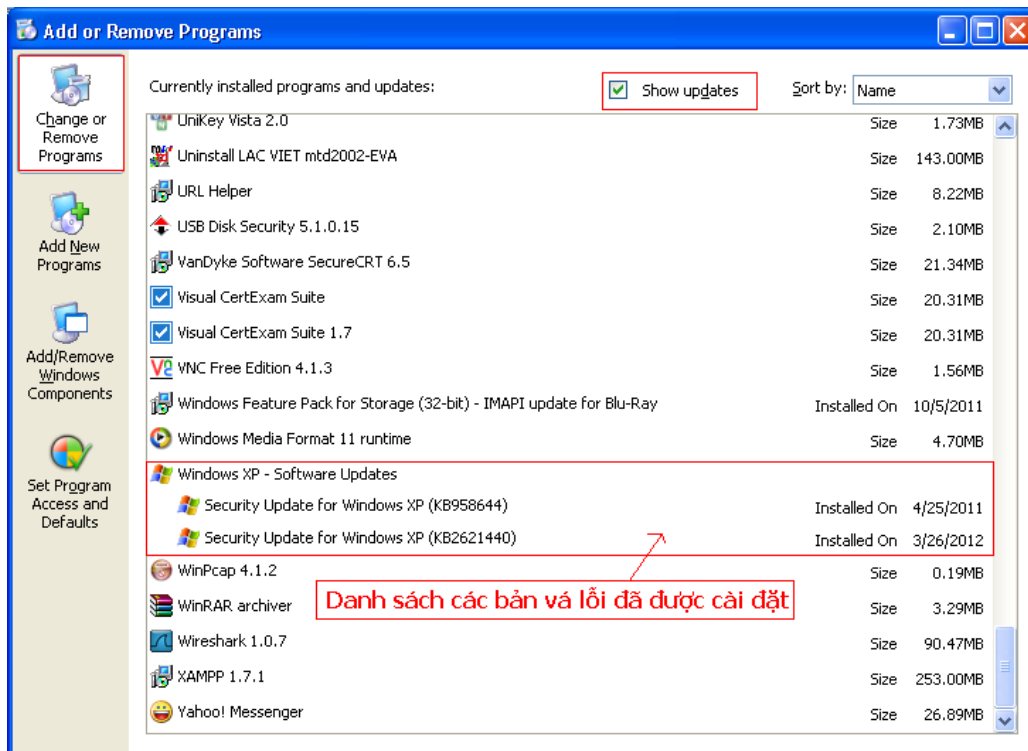 Add or Remove Programs
Change or
Remove
Programs
Add New
Programs
Add/Remove
Windows
Components
Set Program
Access and
Defaults
Currently installed programs and updates:
Show updates
Sort by: Name
UniKey Vista 2.0 Size 1.73MB
Uninstall LAC VIET mtd2002-EVA Size 143.00MB
URL Helper Size 8.22MB
USB Disk Security 5.1.0.15 Size 2.10MB
VanDyke Software SecureCRT 6.5 Size 21.34MB
Visual CertExam Suite Size 20.31MB
Visual CertExam Suite 1.7 Size 20.31MB
VNC Free Edition 4.1.3 Size 1.56MB
Windows Feature Pack for Storage (32-bit) - IMAPI update for Blu-Ray Installed On 10/5/2011
Windows Media Format 11 runtime Size 4.70MB
Windows XP - Software Updates
Security Update for Windows XP (KB958644) Installed On 4/25/2011
Security Update for Windows XP (KB2621440) Installed On 3/26/2012
WinPcap 4.1.2 Size 0.19MB
Danh sách các bản vá lỗi đã được cài đặt
WinRAR archiver Size 3.29MB
Wireshark 1.0.7 Size 90.47MB
XAMPP 1.7.1 Size 253.00MB
Yahoo! Messenger Size 26.89MB